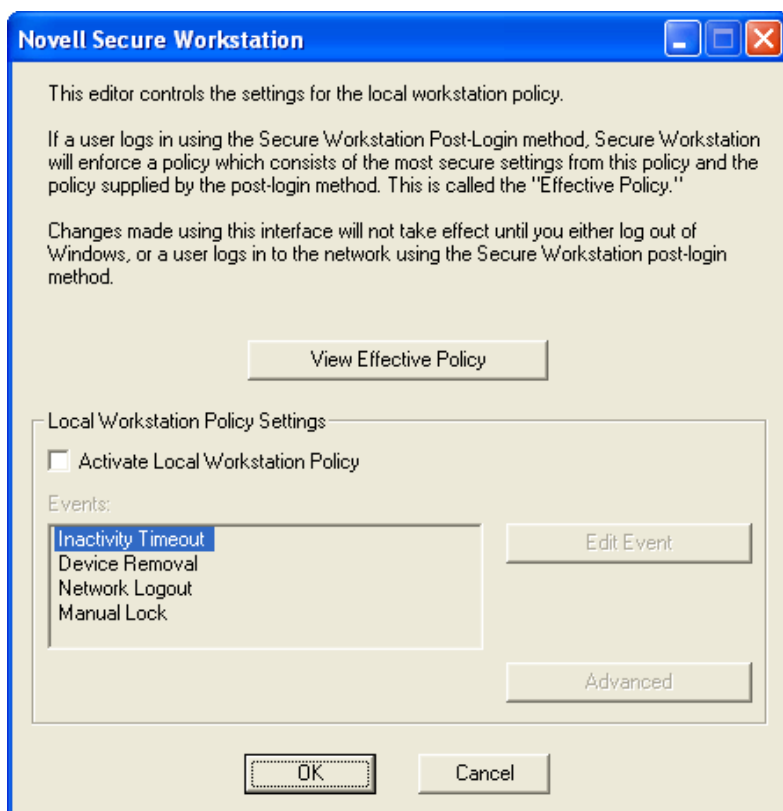 Novell Secure Workstation
This editor controls the settings for the local workstation policy.
If a user logs in using the Secure Workstation Post-Login method, Secure Workstation
will enforce a policy which consists of the most secure settings from this policy and the
policy supplied by the post-login method. This is called the "Effective Policy."
Changes made using this interface will not take effect until you either log out of
Windows, or a user logs in to the network using the Secure Workstation post-login
method.
View Effective Policy
Local Workstation Policy Settings
Activate Local Workstation Policy
Events:
Inactivity Timeout
Device Removal
Network Logout
Manual Lock
Edit Event
Advanced
OK
Cancel